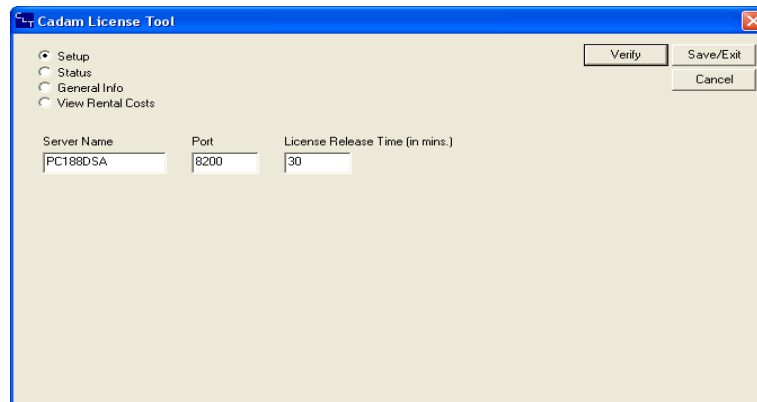 CLT Cadam License Tool
Setup
Status
General Info
View Rental Costs
Verify Save/Exit
Cancel
Server Name Port License Release Time (in mins.)
PC188DSA 8200 30